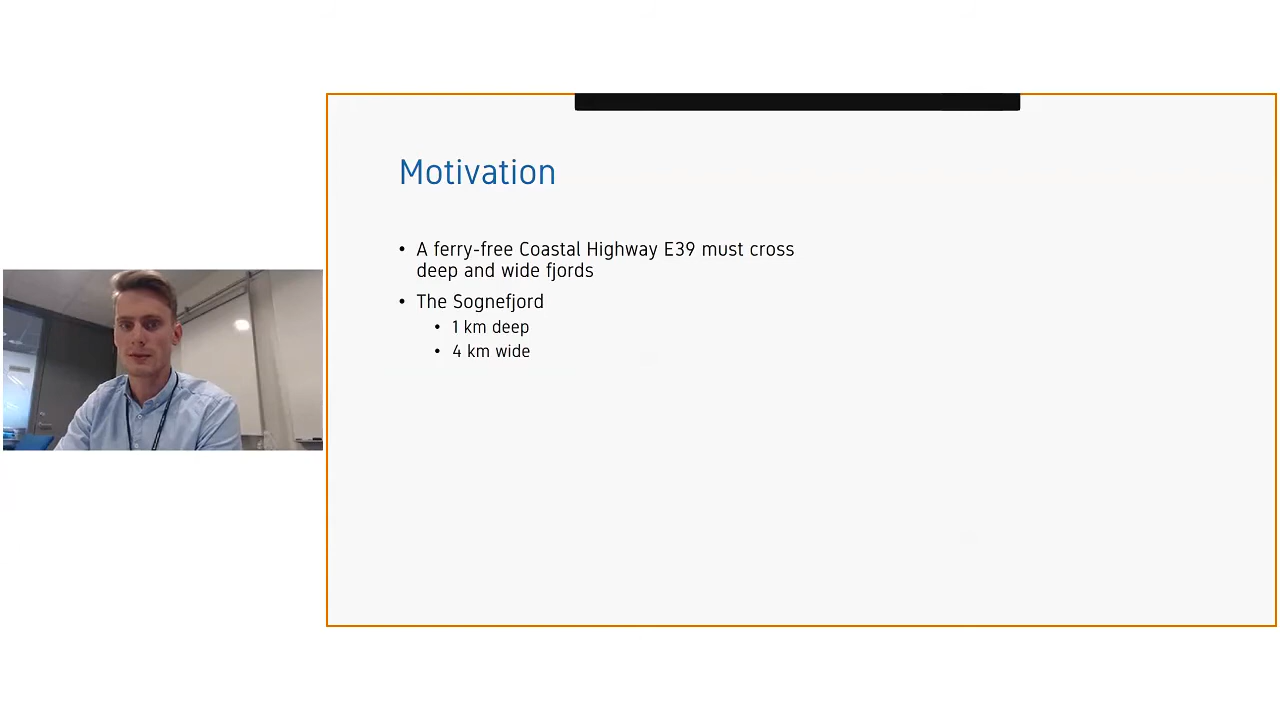 Motivation
• A ferry-free Coastal Highway E39 must cross
deep and wide fjords
• The Sognefjord
• 1 km deep
• 4 km wide